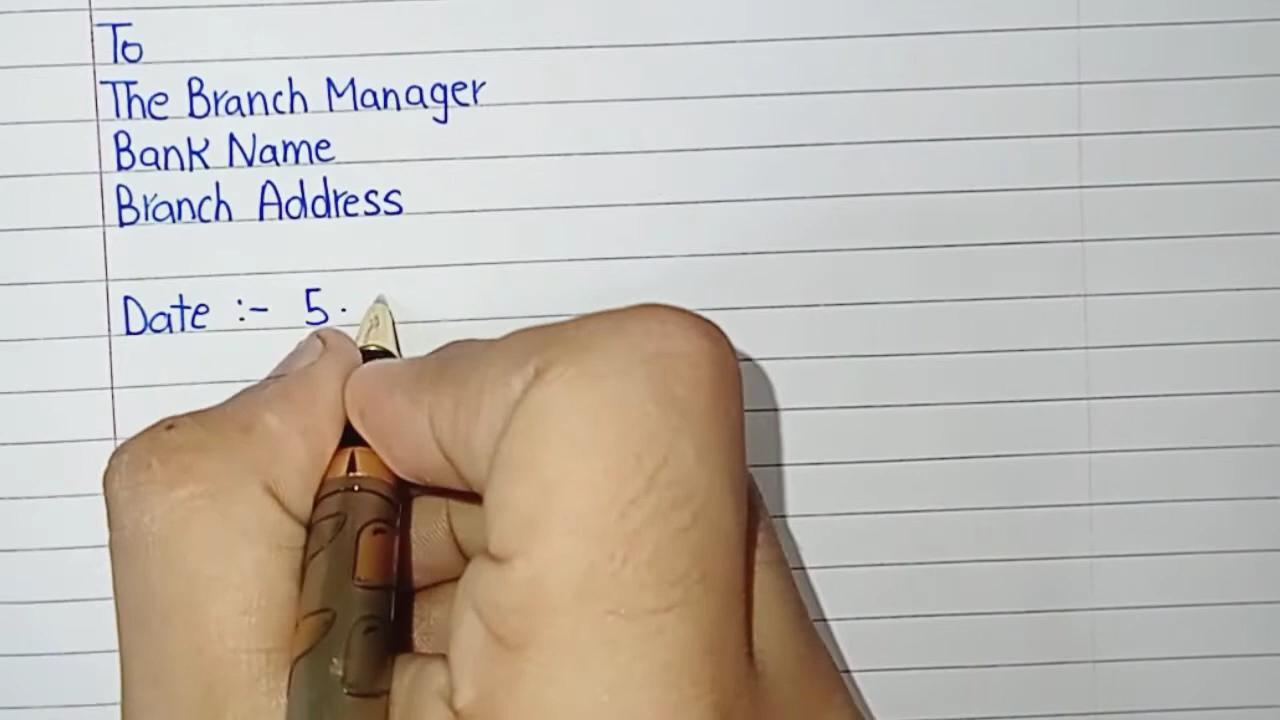 To
The Branch Manager
Bank Name
Branch Address
Date :- 5.